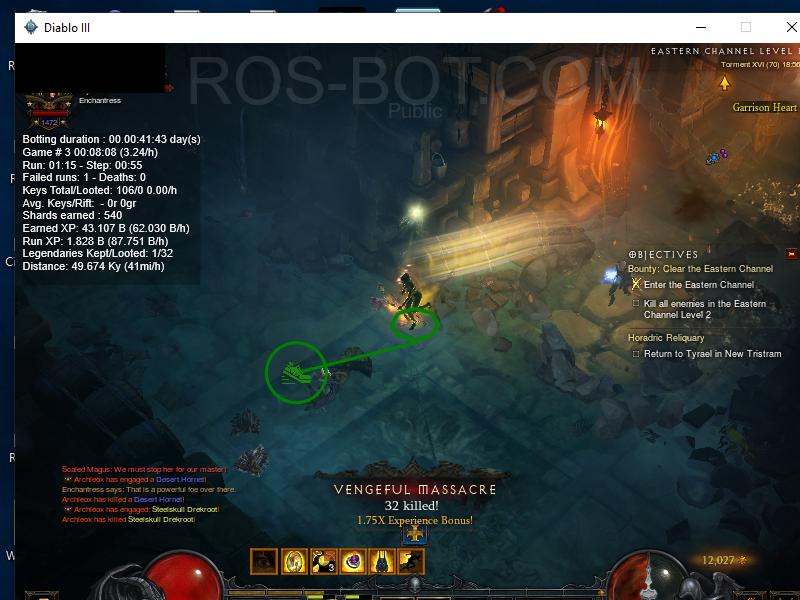 Diablo III
EASTERN CHANNEL LEVEL
ROS-BOT.COM
Torment XVI (70) 18:56
Public
Enchantress
Garrison Heart
1472
Botting duration : 00.00:41:43 day(s)
Game # 3 00:08:08 (3.24/h)
Run: 01:15 - Step: 00:55
Failed runs: 1 - Deaths: 0
Keys Total/Looted: 106/0 0.00/h
Avg. Keys/Rift: - 0r 0gr
Shards earned : 540
Earned XP: 43.107 B (62.030 B/h)
Run XP: 1.828 B (87.751 B/h)
Legendaries Kept/Looted: 1/32
Distance: 49.674 Ky (41mi/h)
OBJECTIVES
Bounty: Clear the Eastern Channel
Enter the Eastern Channel
Kill all enemies in the Eastern
Channel Level 2
Horadric Reliquary
Return to Tyrael in New Tristram
Scaled Magus: We must stop her for our master!
Archleox has engaged a Desert Hornet!
Enchantress says: That is a powerful foe over there.
Archleox has killed a Desert Hornet!
Archleox has engaged: Steelskull Drekroot!
Archleox has killed Steelskull Drekroot!
VENGEFUL MASSACRE
32 killed!
1.75X Experience Bonus!
3
12,027